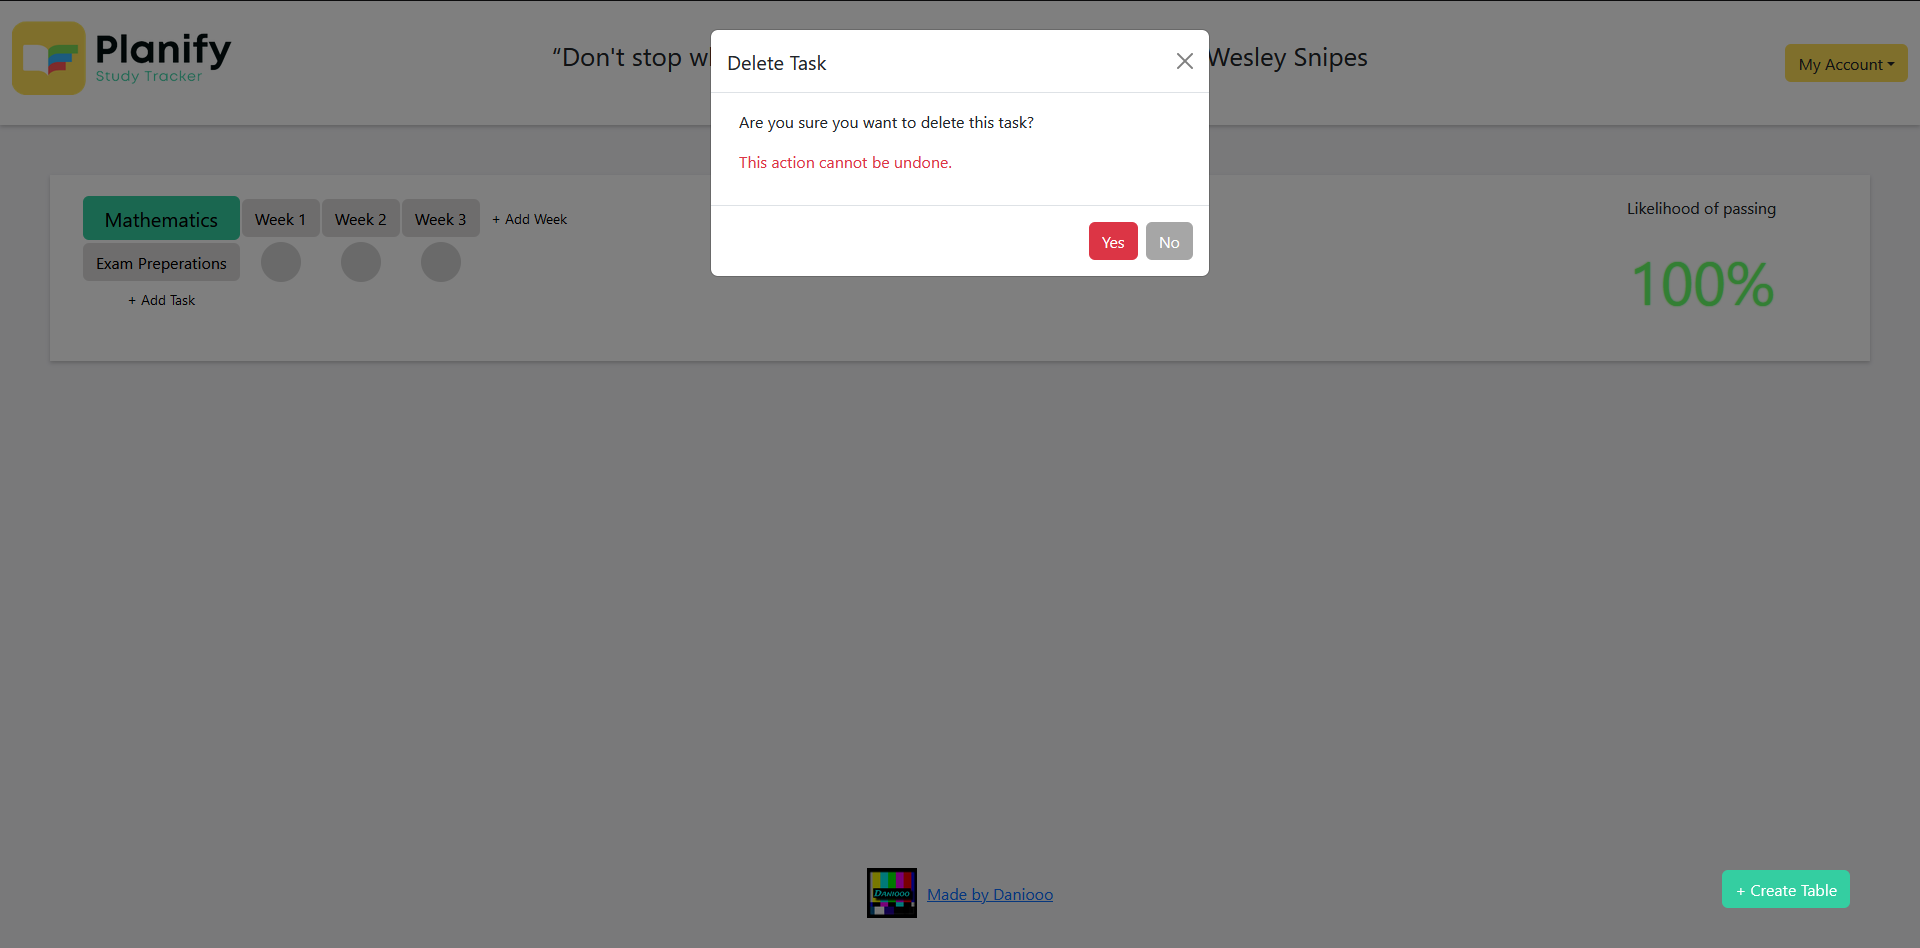 Planify
Study Tracker
“Don't stop
Wesley Snipes
My Account
Delete Task
Are you sure you want to delete this task?
This action cannot be undone.
Yes
No
Mathematics
Week 1
Week 2
Week 3
+ Add Week
Exam Preperations
+ Add Task
Likelihood of passing
100%
DANIOOO
Made by Daniooo
+ Create Table